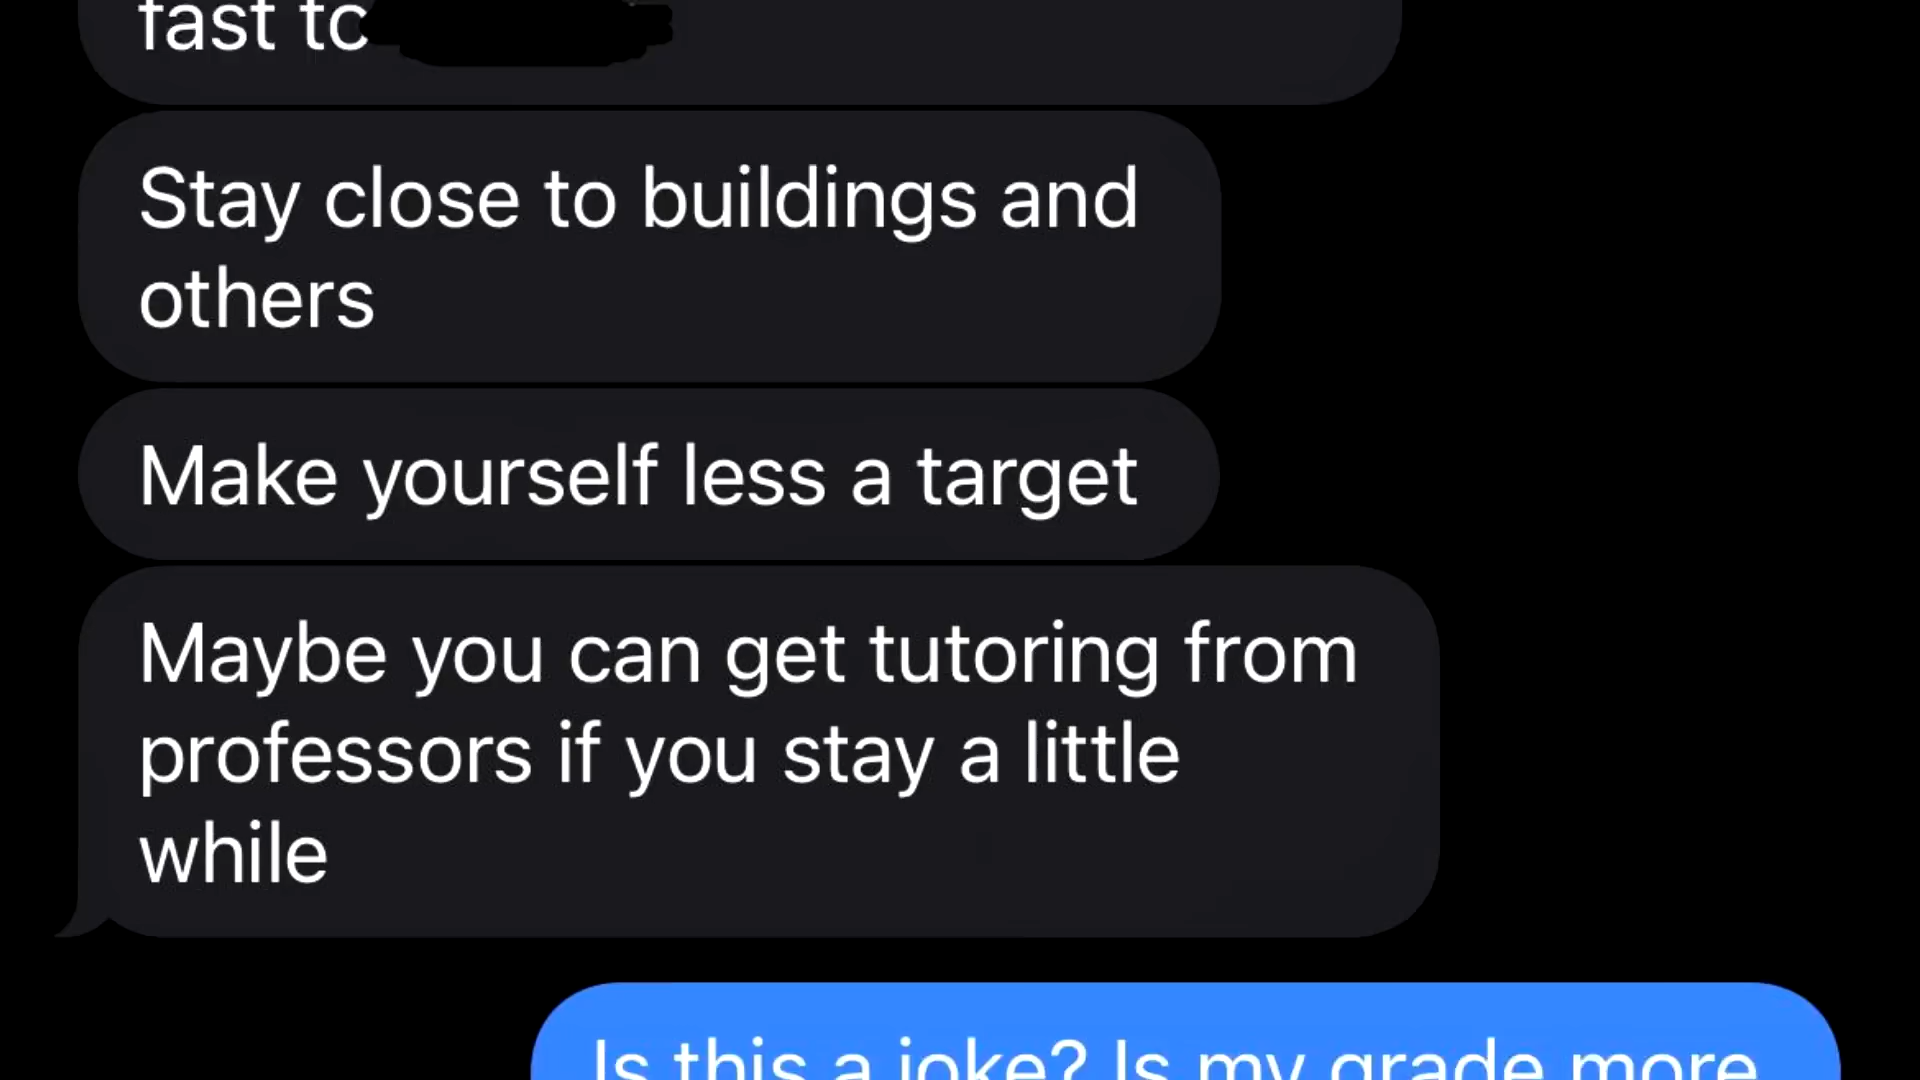 fast to
Stay close to buildings and
others
Make yourself less a target
Maybe you can get tutoring from
professors if you stay a little
while
Is this a joke? Is my grade more